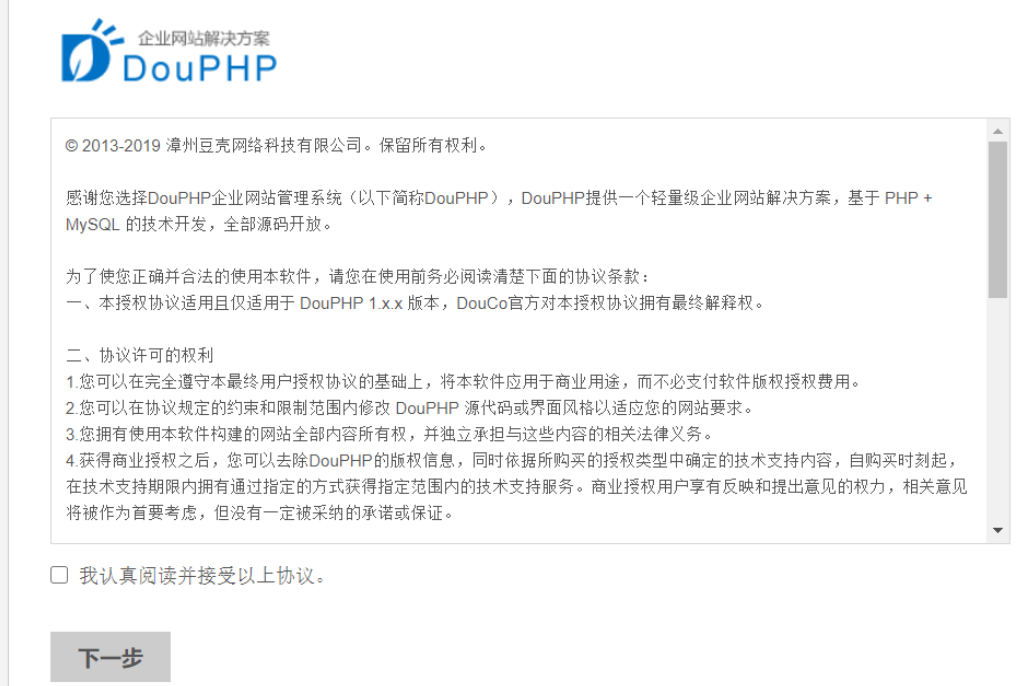 企业网站解决方案
DouPHP
© 2013-2019 漳州豆壳网络科技有限公司。保留所有权利。
感谢您选择DouPHP企业网站管理系统（以下简称DouPHP），DouPHP提供一个轻量级企业网站解决方案，基于 PHP +
MySQL 的技术开发，全部源码开放。
为了使您正确并合法的使用本软件，请您在使用前务必阅读清楚下面的协议条款：
一、本授权协议适用且仅适用于 DouPHP 1.x.x 版本，DouCo官方对本授权协议拥有最终解释权。
二、协议许可的权利
1.您可以在完全遵守本最终用户授权协议的基础上，将本软件应用于商业用途，而不必支付软件版权授权费用。
2.您可以在协议规定的约束和限制范围内修改 DouPHP 源代码或界面风格以适应您的网站要求。
3.您拥有使用本软件构建的网站全部内容所有权，并独立承担与这些内容的相关法律义务。
4.获得商业授权之后，您可以去除DouPHP的版权信息，同时依据所购买的授权类型中确定的技术支持内容，自购买时刻起，
在技术支持期限内拥有通过指定的方式获得指定范围内的技术支持服务。商业授权用户享有反映和提出意见的权力，相关意见
将被作为首要考虑，但没有一定被采纳的承诺或保证。
我认真阅读并接受以上协议。
下一步